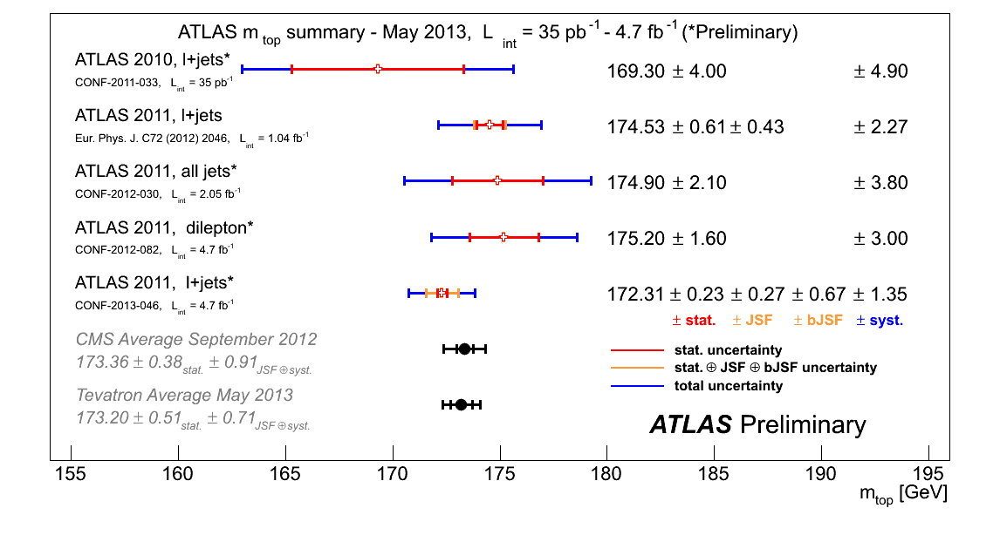 ATLAS m top summary - May 2013, L int = 35 pb-1 - 4.7 fb-1 (*Preliminary)
ATLAS 2010, l+jets* 169.30 ± 4.00 ± 4.90
CONF-2011-033, Lint = 35 pb-1
ATLAS 2011, l+jets 174.53 ± 0.61 ± 0.43 ± 2.27
Eur. Phys. J. C72 (2012) 2046, Lint = 1.04 fb-1
ATLAS 2011, all jets* 174.90 ± 2.10 ± 3.80
CONF-2012-030, Lint = 2.05 fb-1
ATLAS 2011, dilepton* 175.20 ± 1.60 ± 3.00
CONF-2012-082, Lint = 4.7 fb-1
ATLAS 2011, l+jets* 172.31 ± 0.23 ± 0.27 ± 0.67 ± 1.35
CONF-2013-046, Lint = 4.7 fb-1
± stat. ± JSF ± bJSF ± syst.
CMS Average September 2012
173.36 ± 0.38stat. ± 0.91JSF⊕syst.
Tevatron Average May 2013
173.20 ± 0.51stat. ± 0.71JSF⊕syst.
stat. uncertainty
stat. ⊕ JSF ⊕ bJSF uncertainty
total uncertainty
ATLAS Preliminary
155 160 165 170 175 180 185 190 195
mtop [GeV]